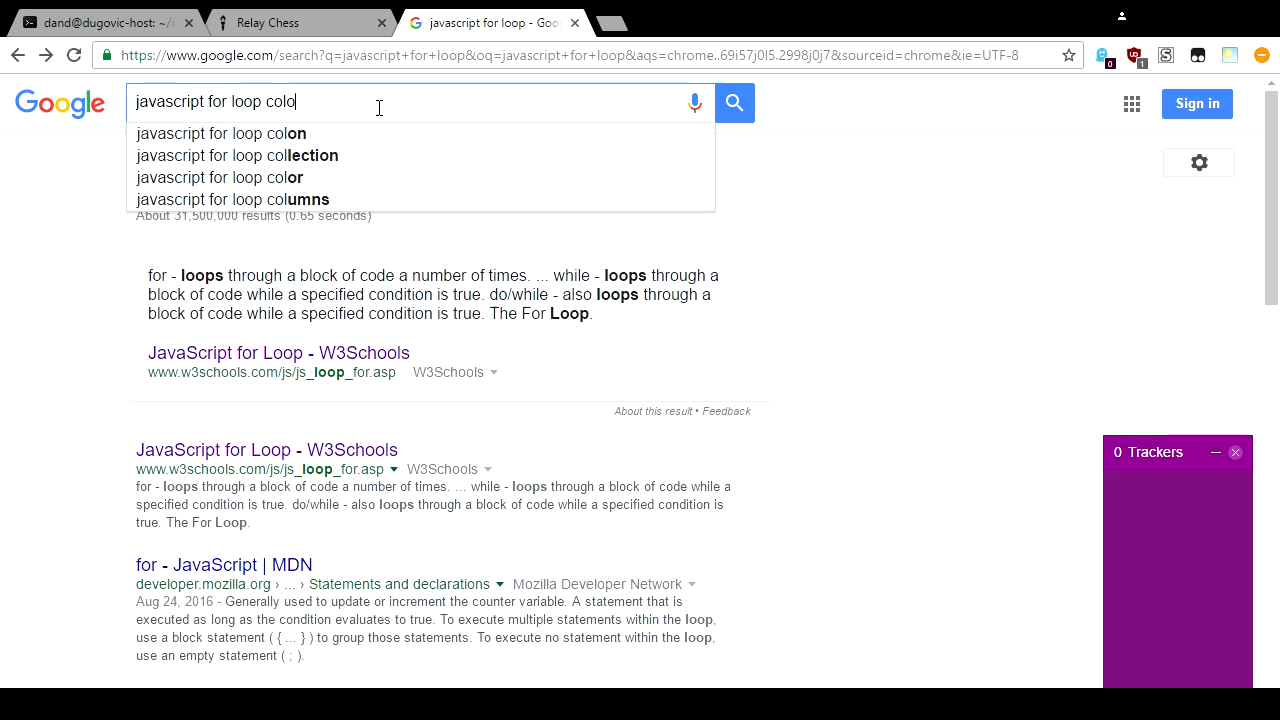 dand@dugovic-host: ~/
Relay Chess
javascript for loop - Goo
https://www.google.com/search?q=javascript+for+loop&oq=javascript+for+loop&aqs=chrome..69i57j0l5.2998j0j7&sourceid=chrome&ie=UTF-8
0
1
Google
javascript for loop colo
Sign in
javascript for loop colon
javascript for loop collection
javascript for loop color
javascript for loop columns
About 31,500,000 results (0.65 seconds)
for - loops through a block of code a number of times. ... while - loops through a
block of code while a specified condition is true. do/while - also loops through a
block of code while a specified condition is true. The For Loop.
JavaScript for Loop - W3Schools
www.w3schools.com/js/js_loop_for.asp W3Schools
About this result • Feedback
JavaScript for Loop - W3Schools
www.w3schools.com/js/js_loop_for.asp W3Schools
for - loops through a block of code a number of times. ... while - loops through a block of code while a
specified condition is true. do/while - also loops through a block of code while a specified condition is
true. The For Loop.
0 Trackers
for - JavaScript | MDN
developer.mozilla.org › ... › Statements and declarations Mozilla Developer Network
Aug 24, 2016 - Generally used to update or increment the counter variable. A statement that is
executed as long as the condition evaluates to true. To execute multiple statements within the loop,
use a block statement ( { ... } ) to group those statements. To execute no statement within the loop,
use an empty statement ( ; ).